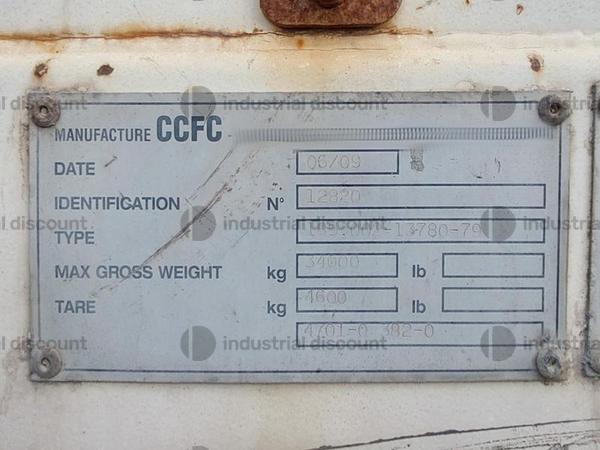 MANUFACTURE CCFC
DATE 06/09
IDENTIFICATION N° 12820
TYPE -13780-79
MAX GROSS WEIGHT kg 34000 lb
TARE kg 4600 lb
4701-0 382-0
industrial discount